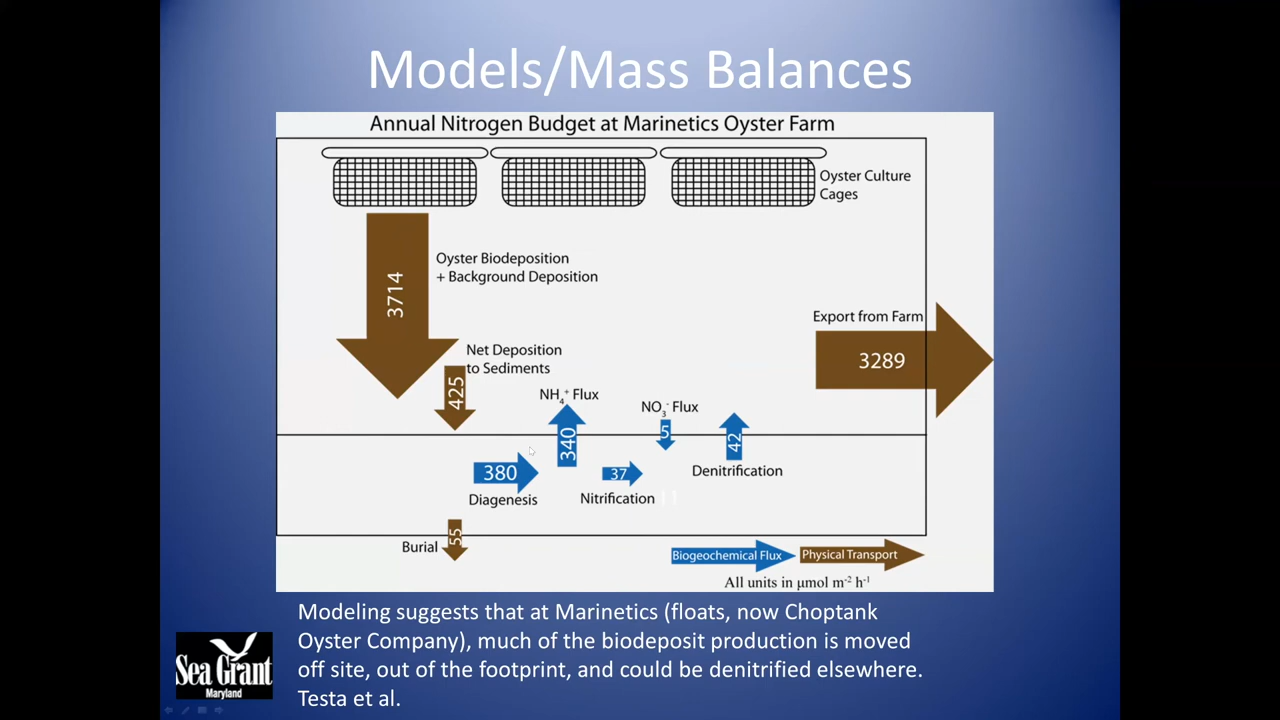 Models/Mass Balances
Annual Nitrogen Budget at Marinetics Oyster Farm
Oyster Culture
Cages
Oyster Biodeposition
+ Background Deposition
3714
Export from Farm
3289
Net Deposition
to Sediments
425
NH₄⁺ Flux
340
NO₃⁻ Flux
5
42
Denitrification
380
Diagenesis
37
Nitrification
Burial
55
Biogeochemical Flux
Physical Transport
All units in μmol m⁻² h⁻¹
Modeling suggests that at Marinetics (floats, now Choptank
Oyster Company), much of the biodeposit production is moved
off site, out of the footprint, and could be denitrified elsewhere.
Testa et al.
Sea Grant
Maryland